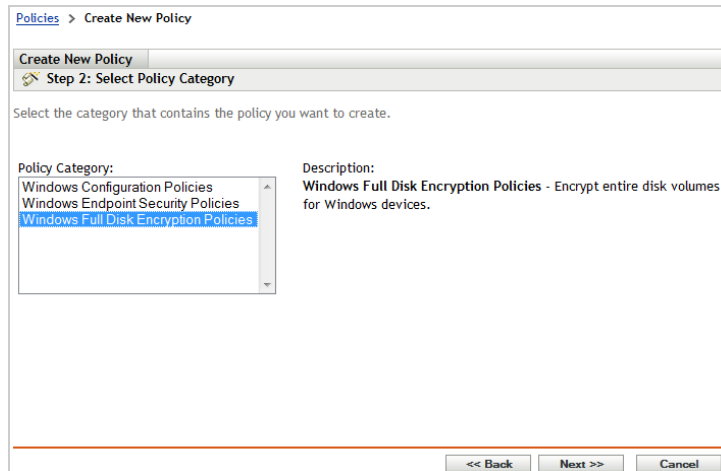 Policies > Create New Policy
Create New Policy
Step 2: Select Policy Category
Select the category that contains the policy you want to create.
Policy Category:
Windows Configuration Policies
Windows Endpoint Security Policies
Windows Full Disk Encryption Policies
Description:
Windows Full Disk Encryption Policies - Encrypt entire disk volumes
for Windows devices.
<< Back
Next >>
Cancel